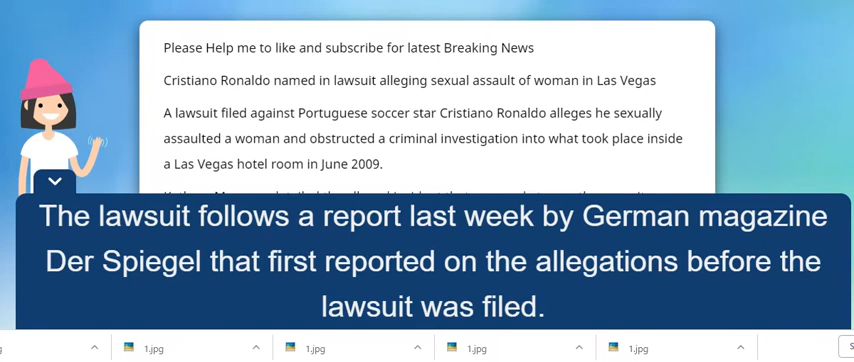 Please Help me to like and subscribe for latest Breaking News
Cristiano Ronaldo named in lawsuit alleging sexual assault of woman in Las Vegas
A lawsuit filed against Portuguese soccer star Cristiano Ronaldo alleges he sexually
assaulted a woman and obstructed a criminal investigation into what took place inside
a Las Vegas hotel room in June 2009.
The lawsuit follows a report last week by German magazine
Der Spiegel that first reported on the allegations before the
lawsuit was filed.
1.jpg 1.jpg 1.jpg 1.jpg